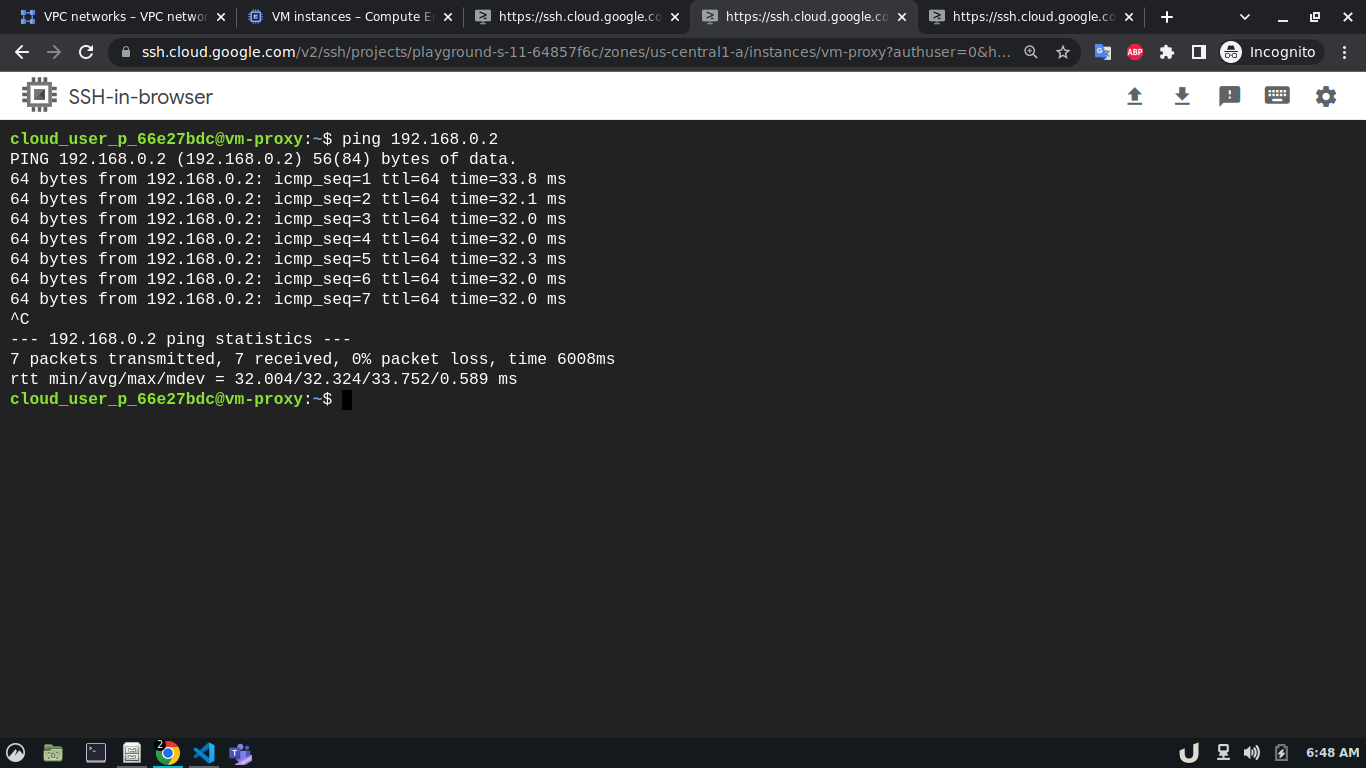 VPC networks – VPC networ
VM instances – Compute E
https://ssh.cloud.google.co
https://ssh.cloud.google.co
https://ssh.cloud.google.co
ssh.cloud.google.com/v2/ssh/projects/playground-s-11-64857f6c/zones/us-central1-a/instances/vm-proxy?authuser=0&h...
ABP
Incognito
SSH-in-browser
cloud_user_p_66e27bdc@vm-proxy:~$ ping 192.168.0.2
PING 192.168.0.2 (192.168.0.2) 56(84) bytes of data.
64 bytes from 192.168.0.2: icmp_seq=1 ttl=64 time=33.8 ms
64 bytes from 192.168.0.2: icmp_seq=2 ttl=64 time=32.1 ms
64 bytes from 192.168.0.2: icmp_seq=3 ttl=64 time=32.0 ms
64 bytes from 192.168.0.2: icmp_seq=4 ttl=64 time=32.0 ms
64 bytes from 192.168.0.2: icmp_seq=5 ttl=64 time=32.3 ms
64 bytes from 192.168.0.2: icmp_seq=6 ttl=64 time=32.0 ms
64 bytes from 192.168.0.2: icmp_seq=7 ttl=64 time=32.0 ms
^C
--- 192.168.0.2 ping statistics ---
7 packets transmitted, 7 received, 0% packet loss, time 6008ms
rtt min/avg/max/mdev = 32.004/32.324/33.752/0.589 ms
cloud_user_p_66e27bdc@vm-proxy:~$
2
6:48 AM